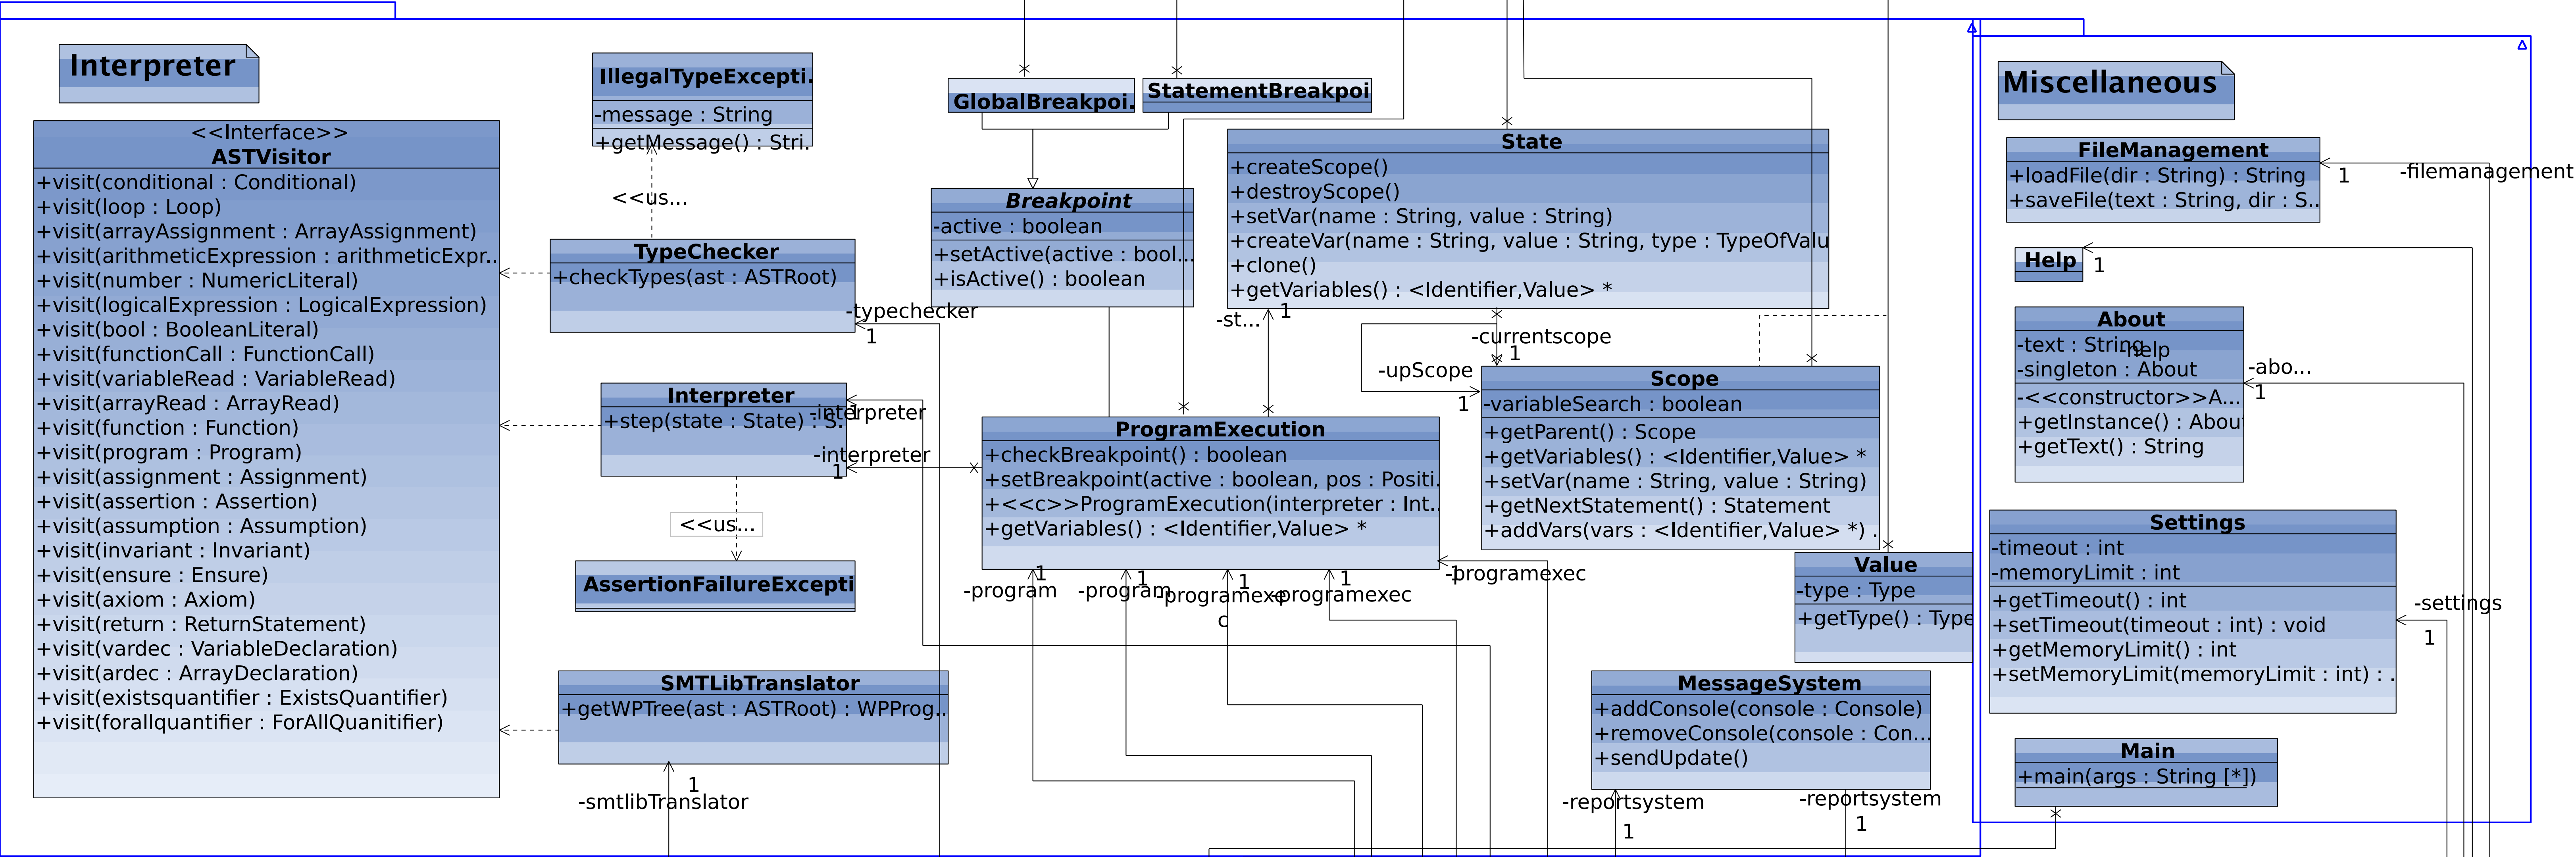 Interpreter
<<Interface>>
ASTVisitor
+visit(conditional : Conditional)
+visit(loop : Loop)
+visit(arrayAssignment : ArrayAssignment)
+visit(arithmeticExpression : arithmeticExpr..
+visit(number : NumericLiteral)
+visit(logicalExpression : LogicalExpression)
+visit(bool : BooleanLiteral)
+visit(functionCall : FunctionCall)
+visit(variableRead : VariableRead)
+visit(arrayRead : ArrayRead)
+visit(function : Function)
+visit(program : Program)
+visit(assignment : Assignment)
+visit(assertion : Assertion)
+visit(assumption : Assumption)
+visit(invariant : Invariant)
+visit(ensure : Ensure)
+visit(axiom : Axiom)
+visit(return : ReturnStatement)
+visit(vardec : VariableDeclaration)
+visit(ardec : ArrayDeclaration)
+visit(existsquantifier : ExistsQuantifier)
+visit(forallquantifier : ForAllQuanitifier)
IllegalTypeExcepti.
-message : String
+getMessage() : Stri.
<<us...
TypeChecker
+checkTypes(ast : ASTRoot)
-typechecker
1
Interpreter
+step(state : State) : S.
-interpreter
1
-interpreter
1
<<us...
AssertionFailureExcepti
SMTLibTranslator
+getWPTree(ast : ASTRoot) : WPProg..
1
-smtlibTranslator
GlobalBreakpoi.
StatementBreakpoi
Breakpoint
-active : boolean
+setActive(active : bool...
+isActive() : boolean
State
+createScope()
+destroyScope()
+setVar(name : String, value : String)
+createVar(name : String, value : String, type : TypeOfValu
+clone()
+getVariables() : <Identifier,Value> *
-st...
1
-currentscope
1
-upScope
1
ProgramExecution
+checkBreakpoint() : boolean
+setBreakpoint(active : boolean, pos : Positi.
+<<c>>ProgramExecution(interpreter : Int..
+getVariables() : <Identifier,Value> *
1
-program
1
-program
1
-programexe
c
1
-programexec
1
-programexec
Scope
-variableSearch : boolean
+getParent() : Scope
+getVariables() : <Identifier,Value> *
+setVar(name : String, value : String)
+getNextStatement() : Statement
+addVars(vars : <Identifier,Value> *) .
Value
-type : Type
+getType() : Type
MessageSystem
+addConsole(console : Console)
+removeConsole(console : Con...
+sendUpdate()
-reportsystem
1
-reportsystem
1
Miscellaneous
FileManagement
+loadFile(dir : String) : String
+saveFile(text : String, dir : S..
1
-filemanagement
Help
1
About
-text : String
-help
-singleton : About
-<<constructor>>A...
+getInstance() : About
+getText() : String
-abo...
1
Settings
-timeout : int
-memoryLimit : int
+getTimeout() : int
+setTimeout(timeout : int) : void
+getMemoryLimit() : int
+setMemoryLimit(memoryLimit : int) : .
-settings
1
Main
+main(args : String [*])